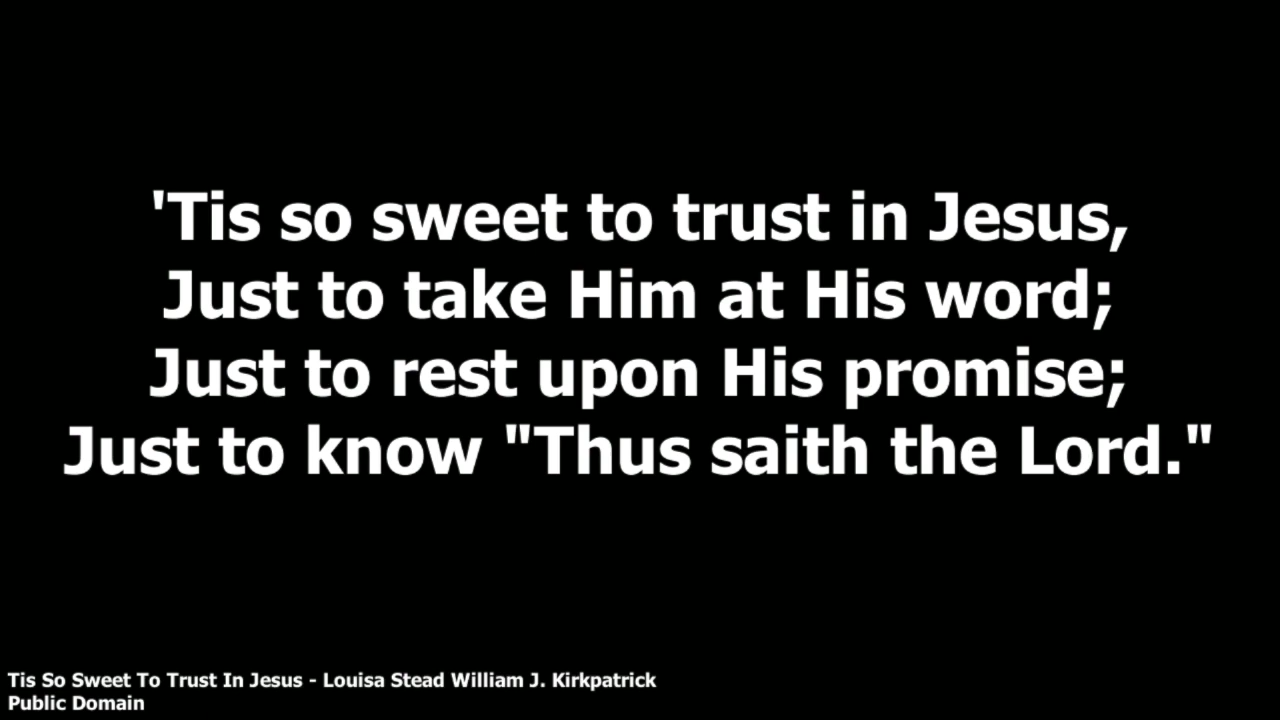 'Tis so sweet to trust in Jesus,
Just to take Him at His word;
Just to rest upon His promise;
Just to know "Thus saith the Lord."
Tis So Sweet To Trust In Jesus - Louisa Stead William J. Kirkpatrick
Public Domain